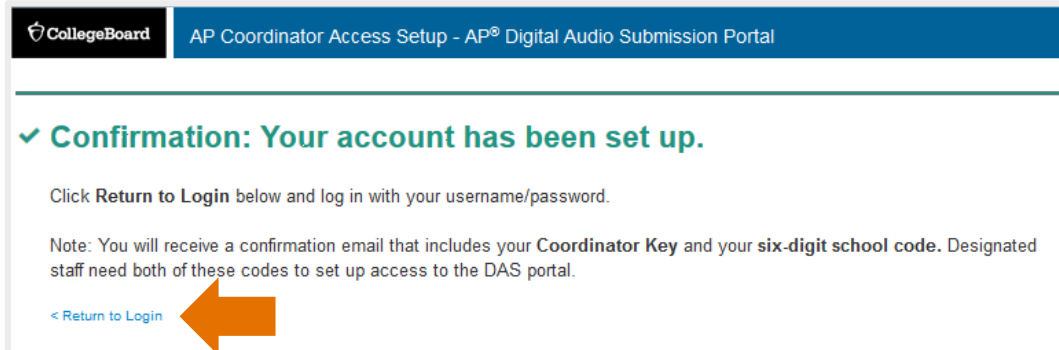 CollegeBoard
AP Coordinator Access Setup - AP® Digital Audio Submission Portal
✓ Confirmation: Your account has been set up.
Click Return to Login below and log in with your username/password.
Note: You will receive a confirmation email that includes your Coordinator Key and your six-digit school code. Designated
staff need both of these codes to set up access to the DAS portal.
< Return to Login